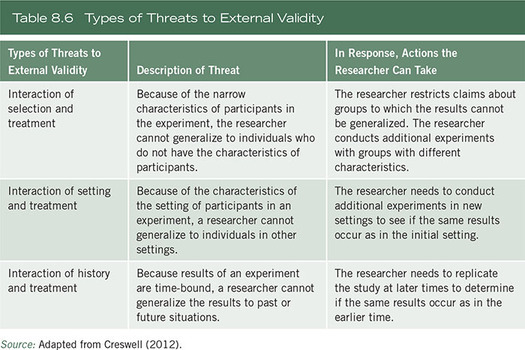 Table 8.6 Types of Threats to External Validity
Types of Threats to
External Validity
Description of Threat
In Response, Actions the
Researcher Can Take
Interaction of
selection and
treatment
Because of the narrow
characteristics of participants in
the experiment, the researcher
cannot generalize to individuals who
do not have the characteristics of
participants.
The researcher restricts claims about
groups to which the results cannot
be generalized. The researcher
conducts additional experiments
with groups with different
characteristics.
Interaction of setting
and treatment
Because of the characteristics of
the setting of participants in an
experiment, a researcher cannot
generalize to individuals in other
settings.
The researcher needs to conduct
additional experiments in new
settings to see if the same results
occur as in the initial setting.
Interaction of history
and treatment
Because results of an experiment
are time-bound, a researcher cannot
generalize the results to past or
future situations.
The researcher needs to replicate
the study at later times to determine
if the same results occur as in the
earlier time.
Source: Adapted from Creswell (2012).